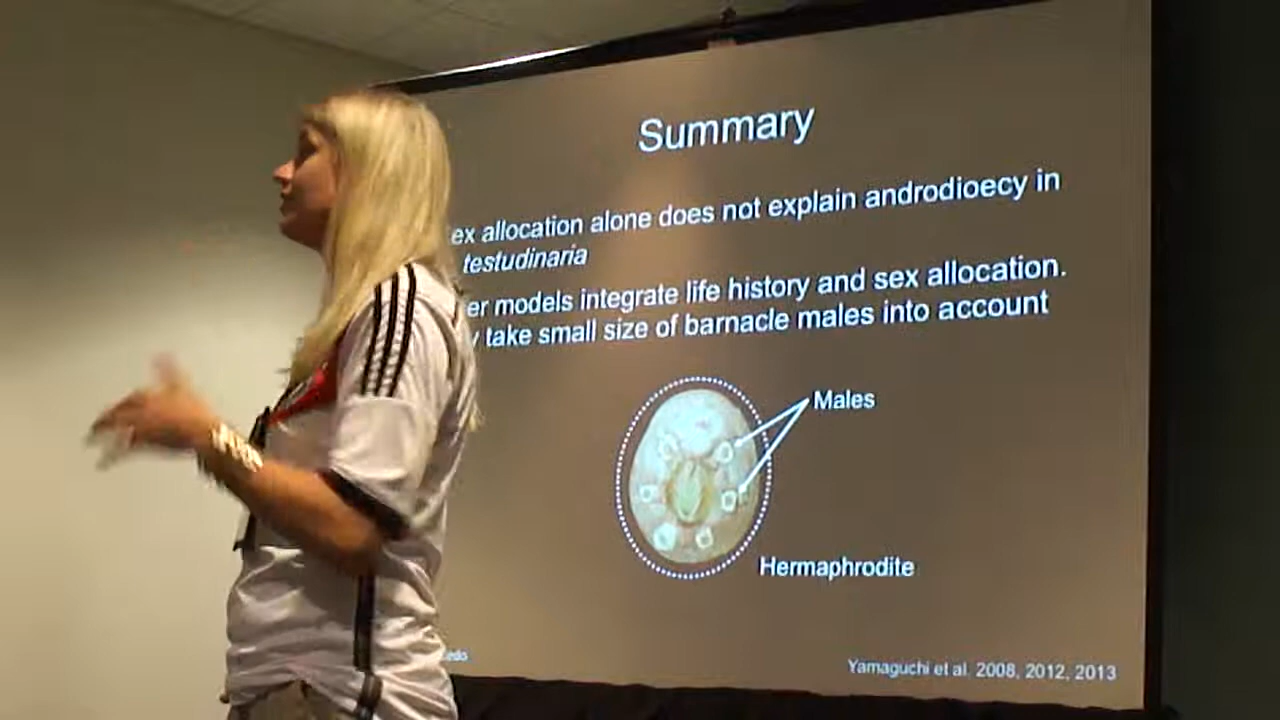 Summary
ex allocation alone does not explain androdioecy in
testudinaria
er models integrate life history and sex allocation.
y take small size of barnacle males into account
Males
Hermaphrodite
edo
Yamaguchi et al. 2008, 2012, 2013